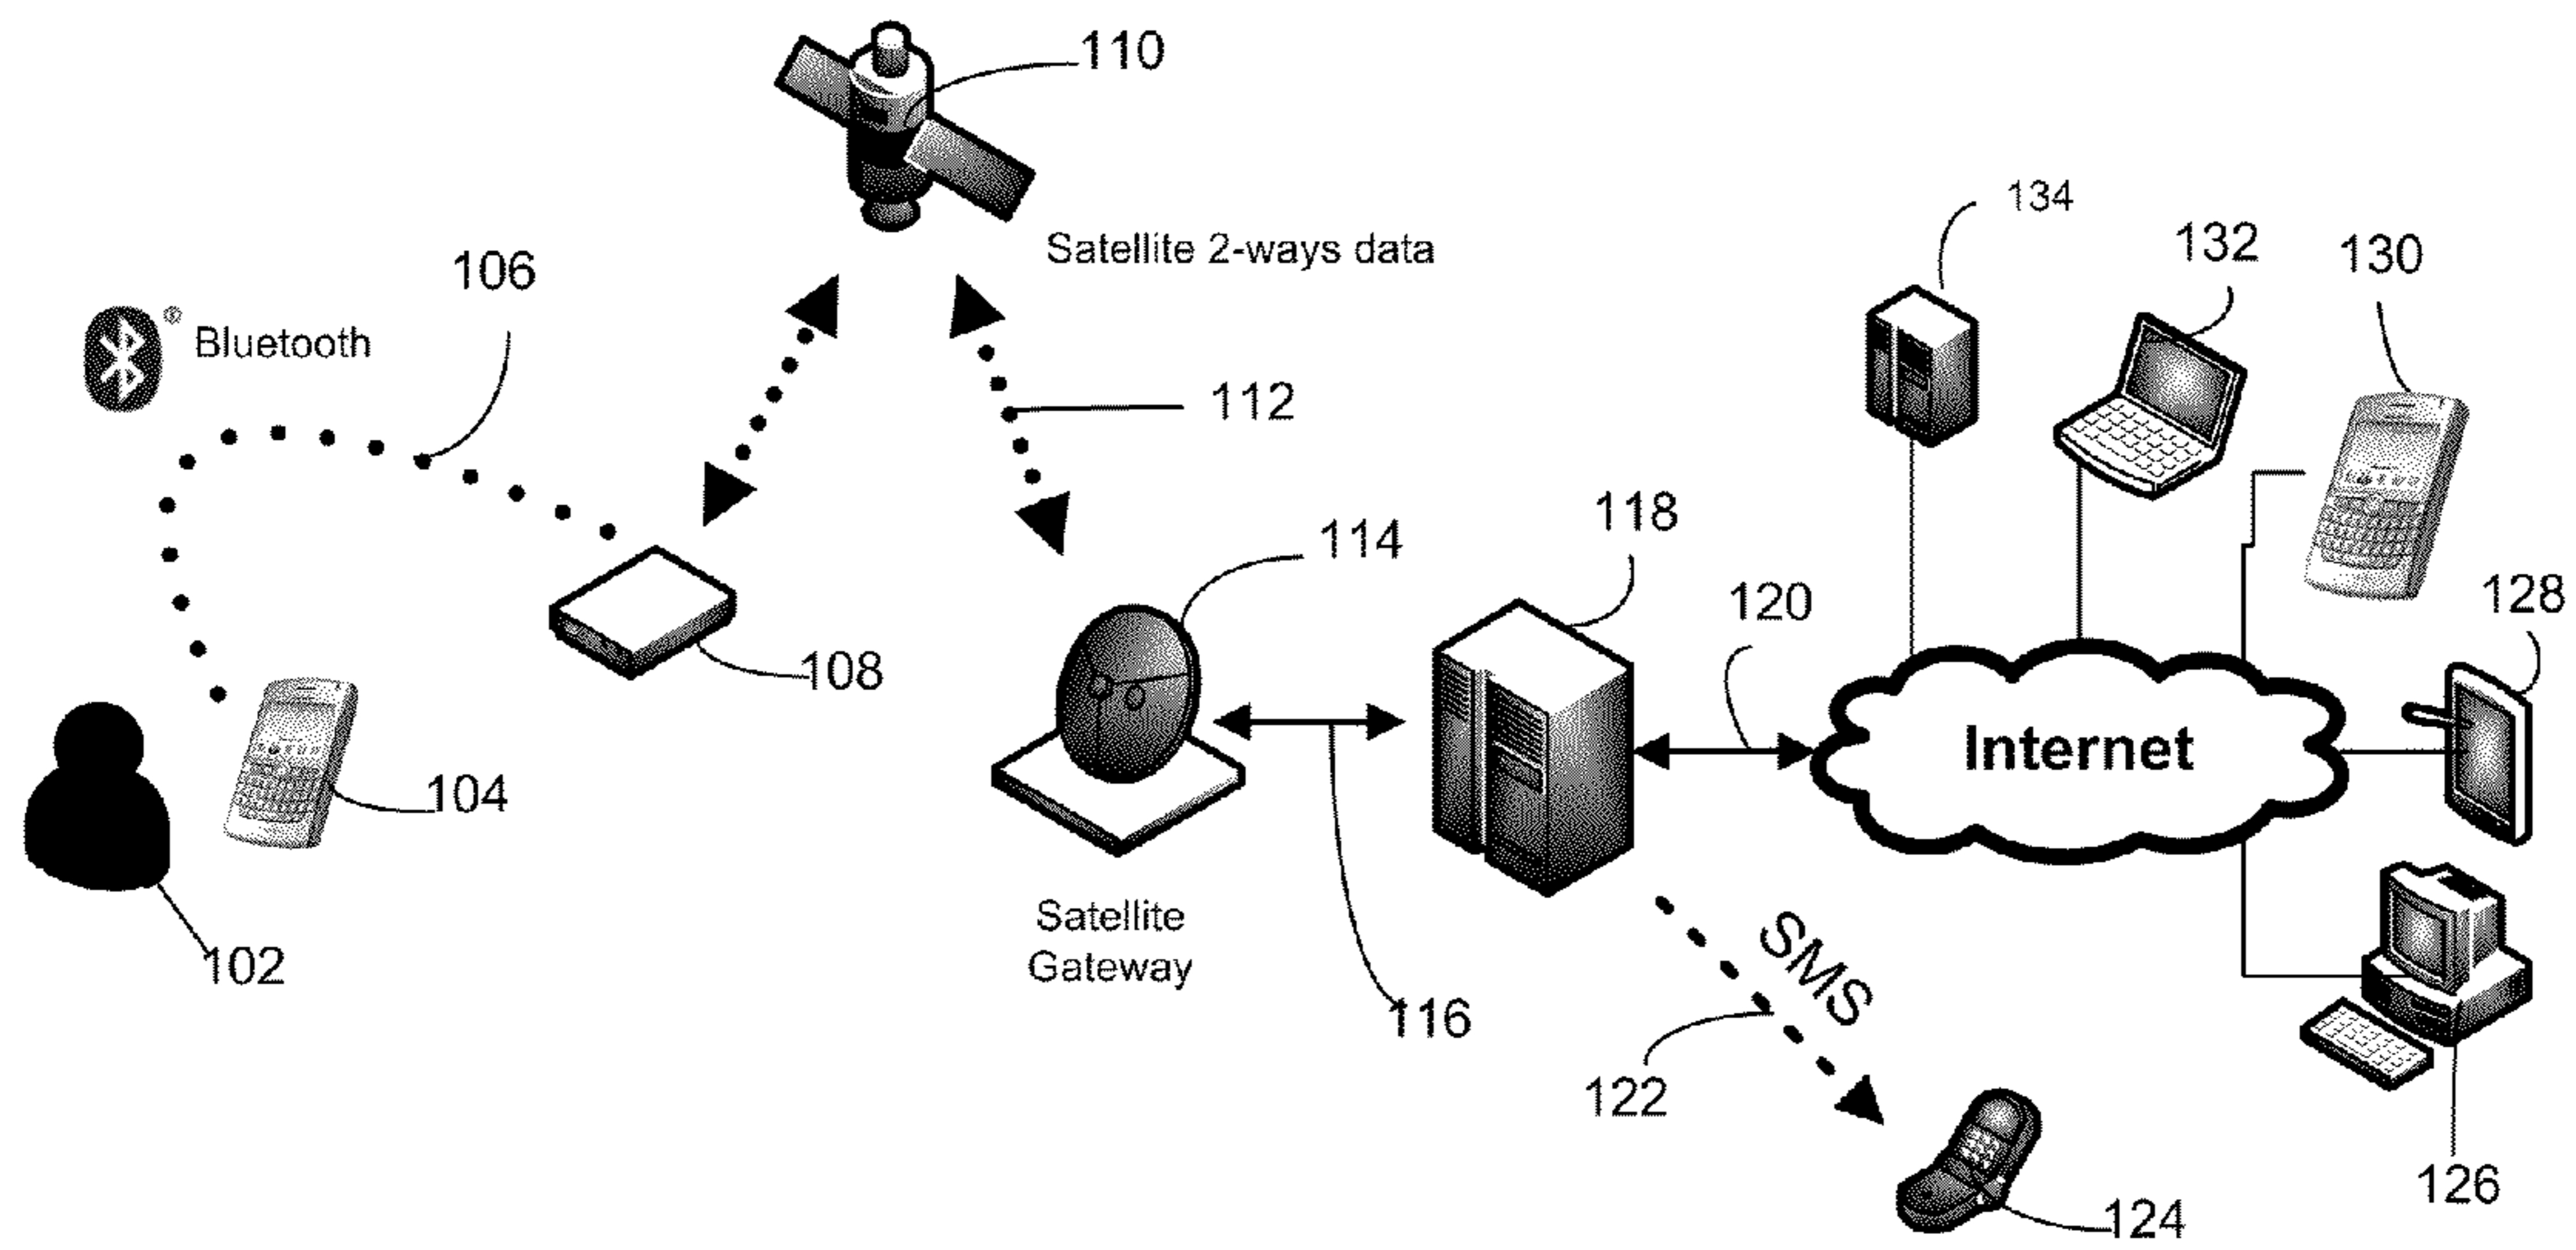 110
134
132
130
Satellite 2-ways data
106
® Bluetooth
112
118
114
128
120
108
Internet
104
Satellite
Gateway
SMS
102
116
122
126
124